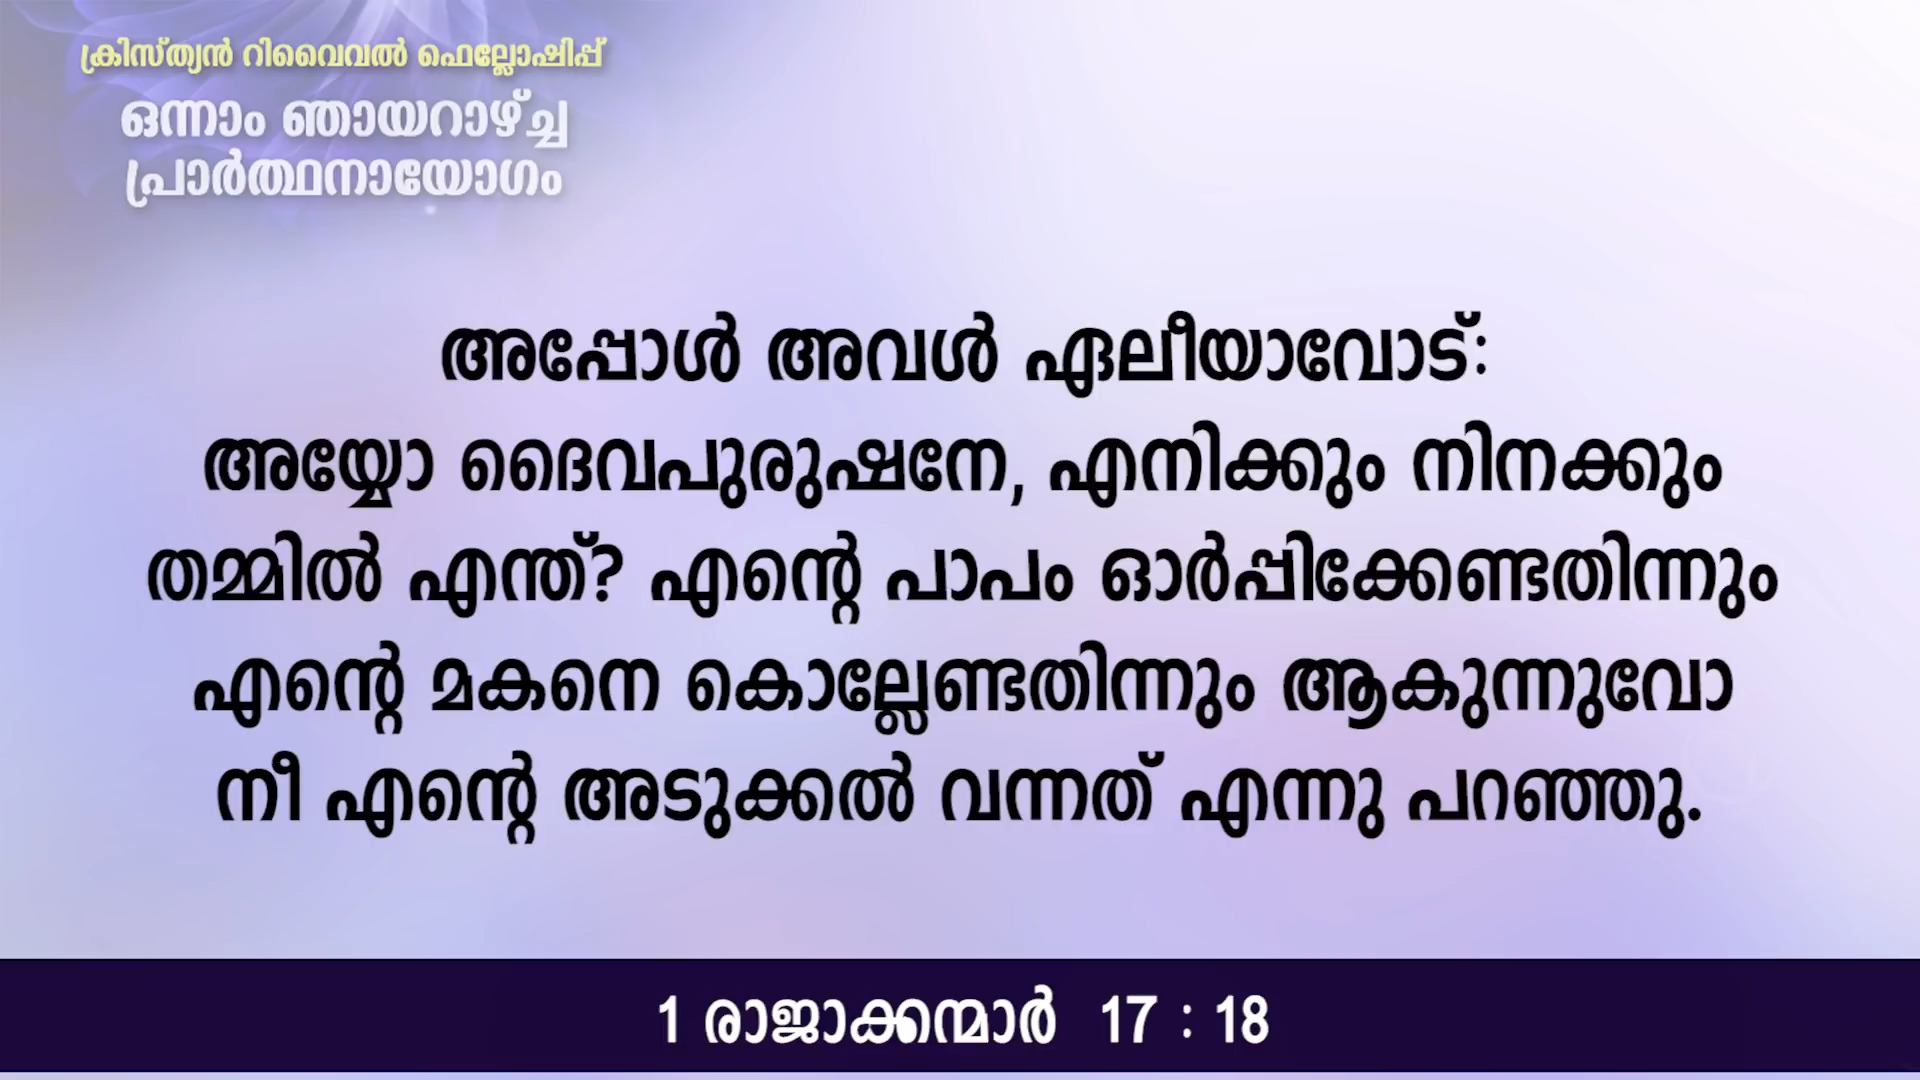 ക്രിസ്ത്യൻ റിവൈവൽ ഫെല്ലോഷിപ്പ്
ഒന്നാം ഞായറാഴ്ച്ച
പ്രാർത്ഥനായോഗം
അപ്പോൾ അവൾ ഏലീയാവോട്:
അയ്യോ ദൈവപുരുഷനേ, എനിക്കും നിനക്കും
തമ്മിൽ എന്ത്? എന്റെ പാപം ഓർപ്പിക്കേണ്ടതിന്നും
എന്റെ മകനെ കൊല്ലേണ്ടതിന്നും ആകുന്നുവോ
നീ എന്റെ അടുക്കൽ വന്നത് എന്നു പറഞ്ഞു.
1 രാജാക്കന്മാർ 17 : 18